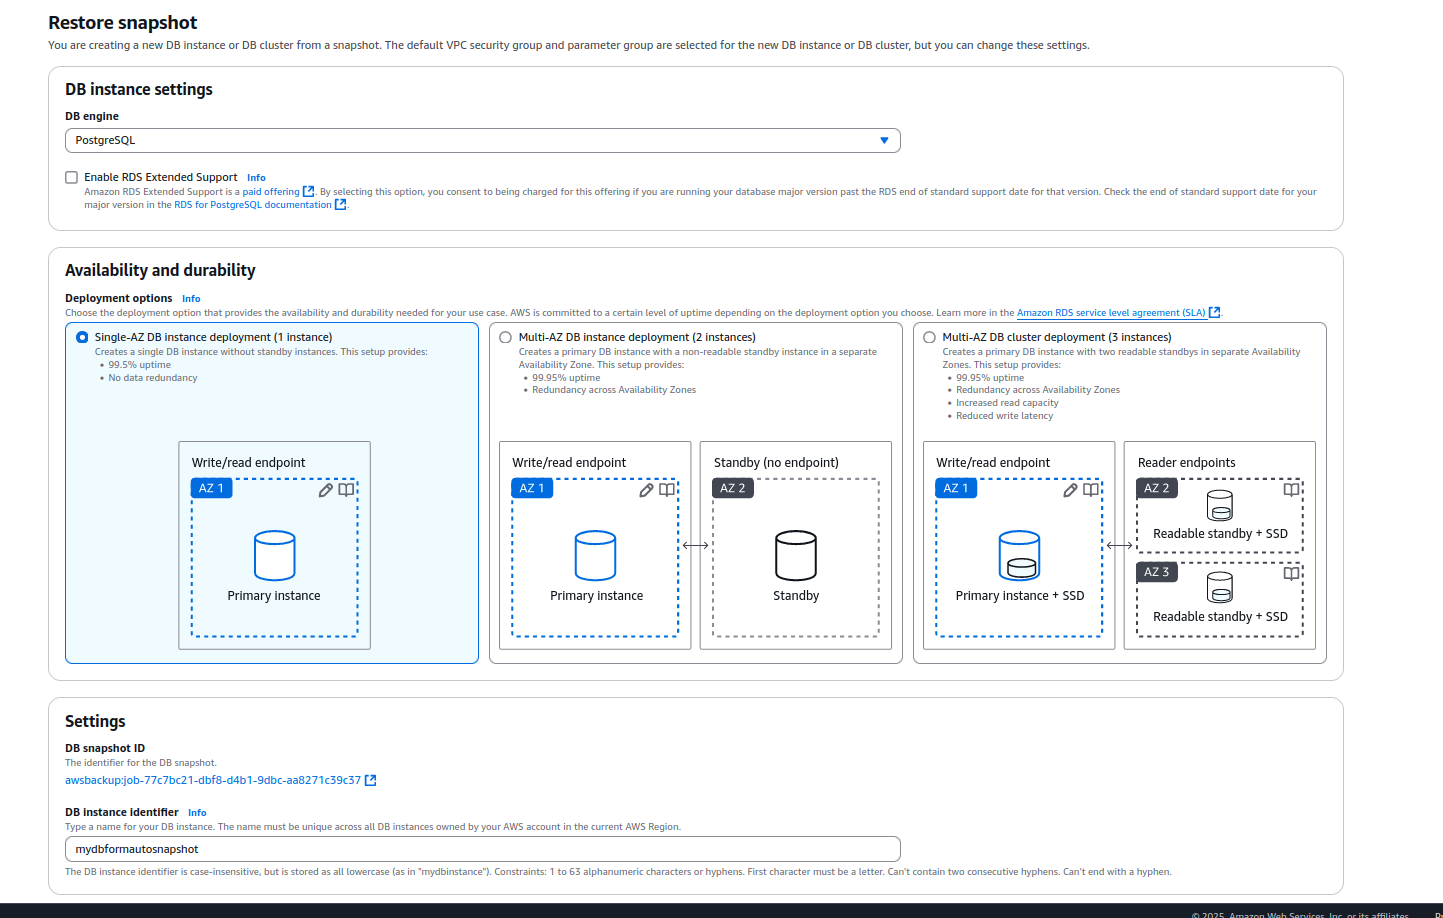 Restore snapshot
You are creating a new DB instance or DB cluster from a snapshot. The default VPC security group and parameter group are selected for the new DB instance or DB cluster, but you can change these settings.
DB instance settings
DB engine
PostgreSQL
Enable RDS Extended Support Info
Amazon RDS Extended Support is a paid offering. By selecting this option, you consent to being charged for this offering if you are running your database major version past the RDS end of standard support date for that version. Check the end of standard support date for your
major version in the RDS for PostgreSQL documentation.
Availability and durability
Deployment options Info
Choose the deployment option that provides the availability and durability needed for your use case. AWS is committed to a certain level of uptime depending on the deployment option you choose. Learn more in the Amazon RDS service level agreement (SLA).
Single-AZ DB instance deployment (1 instance)
Creates a single DB instance without standby instances. This setup provides:
• 99.5% uptime
• No data redundancy
Write/read endpoint
AZ 1
Primary instance
Multi-AZ DB instance deployment (2 instances)
Creates a primary DB instance with a non-readable standby instance in a separate
Availability Zone. This setup provides:
• 99.95% uptime
• Redundancy across Availability Zones
Write/read endpoint
AZ 1
Primary instance
Standby (no endpoint)
AZ 2
Standby
Multi-AZ DB cluster deployment (3 instances)
Creates a primary DB instance with two readable standbys in separate Availability
Zones. This setup provides:
• 99.95% uptime
• Redundancy across Availability Zones
• Increased read capacity
• Reduced write latency
Write/read endpoint
AZ 1
Primary instance + SSD
Reader endpoints
AZ 2
Readable standby + SSD
AZ 3
Readable standby + SSD
Settings
DB snapshot ID
The identifier for the DB snapshot.
awsbackup:job-77c7bc21-dbf8-d4b1-9dbc-aa8271c39c37
DB instance identifier Info
Type a name for your DB instance. The name must be unique across all DB instances owned by your AWS account in the current AWS Region.
mydbformautosnapshot
The DB instance identifier is case-insensitive, but is stored as all lowercase (as in "mydbinstance"). Constraints: 1 to 63 alphanumeric characters or hyphens. First character must be a letter. Can't contain two consecutive hyphens. Can't end with a hyphen.
© 2025, Amazon Web Services, Inc. or its affiliates.